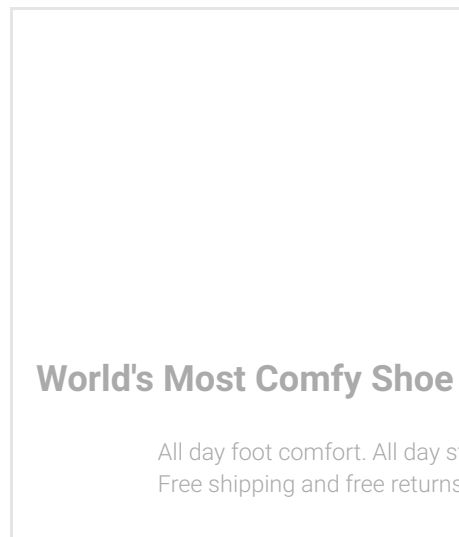 World's Most Comfy Shoe
All day foot comfort. All day
Free shipping and free returns